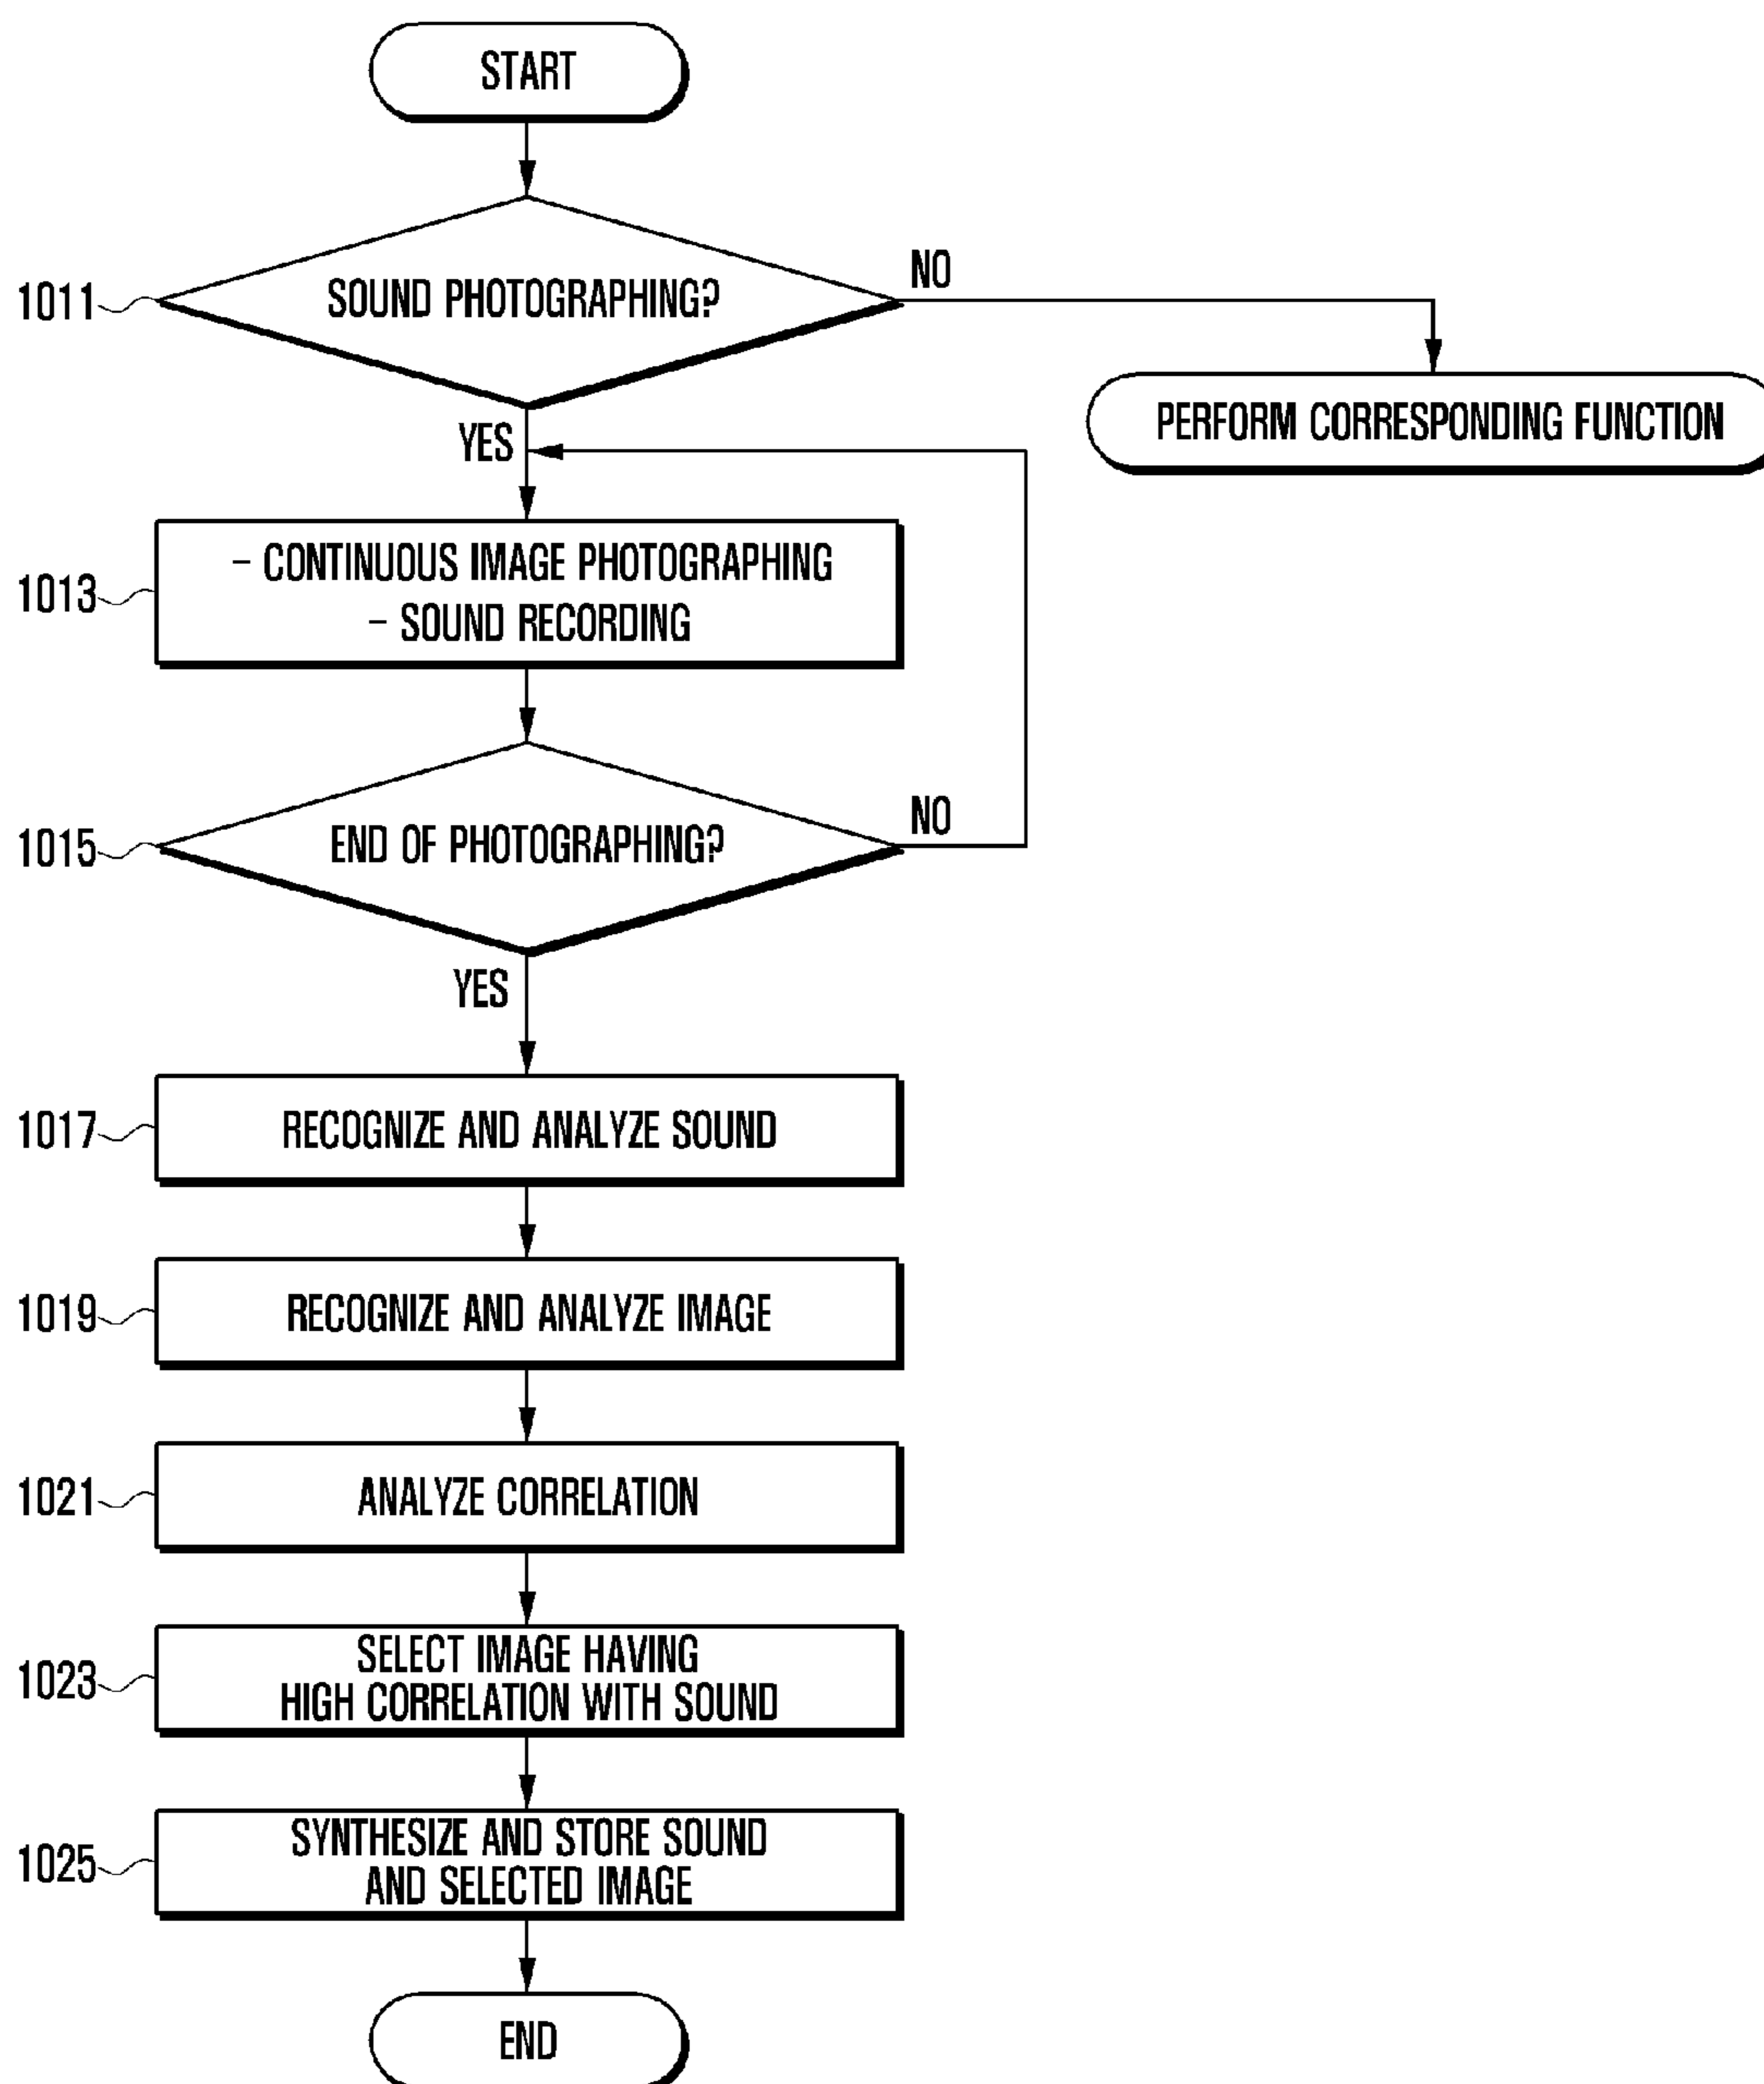 START
1011
SOUND PHOTOGRAPHING?
NO
PERFORM CORRESPONDING FUNCTION
YES
1013
– CONTINUOUS IMAGE PHOTOGRAPHING
– SOUND RECORDING
1015
END OF PHOTOGRAPHING?
NO
YES
1017
RECOGNIZE AND ANALYZE SOUND
1019
RECOGNIZE AND ANALYZE IMAGE
1021
ANALYZE CORRELATION
1023
SELECT IMAGE HAVING
HIGH CORRELATION WITH SOUND
1025
SYNTHESIZE AND STORE SOUND
AND SELECTED IMAGE
END